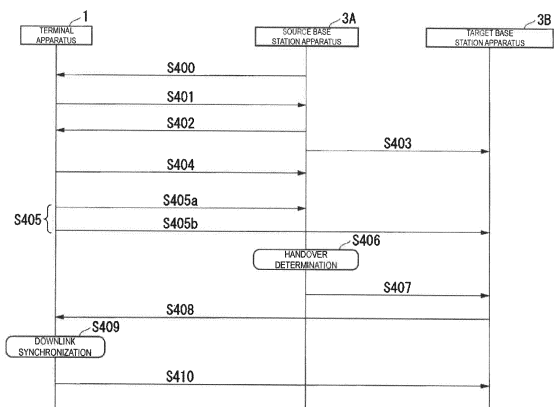 1
3A
3B
TERMINAL
APPARATUS
SOURCE BASE
STATION APPARATUS
TARGET BASE
STATION APPARATUS
S400
S401
S402
S403
S404
S405
S405a
S405b
S406
HANDOVER
DETERMINATION
S407
S408
S409
DOWNLINK
SYNCHRONIZATION
S410